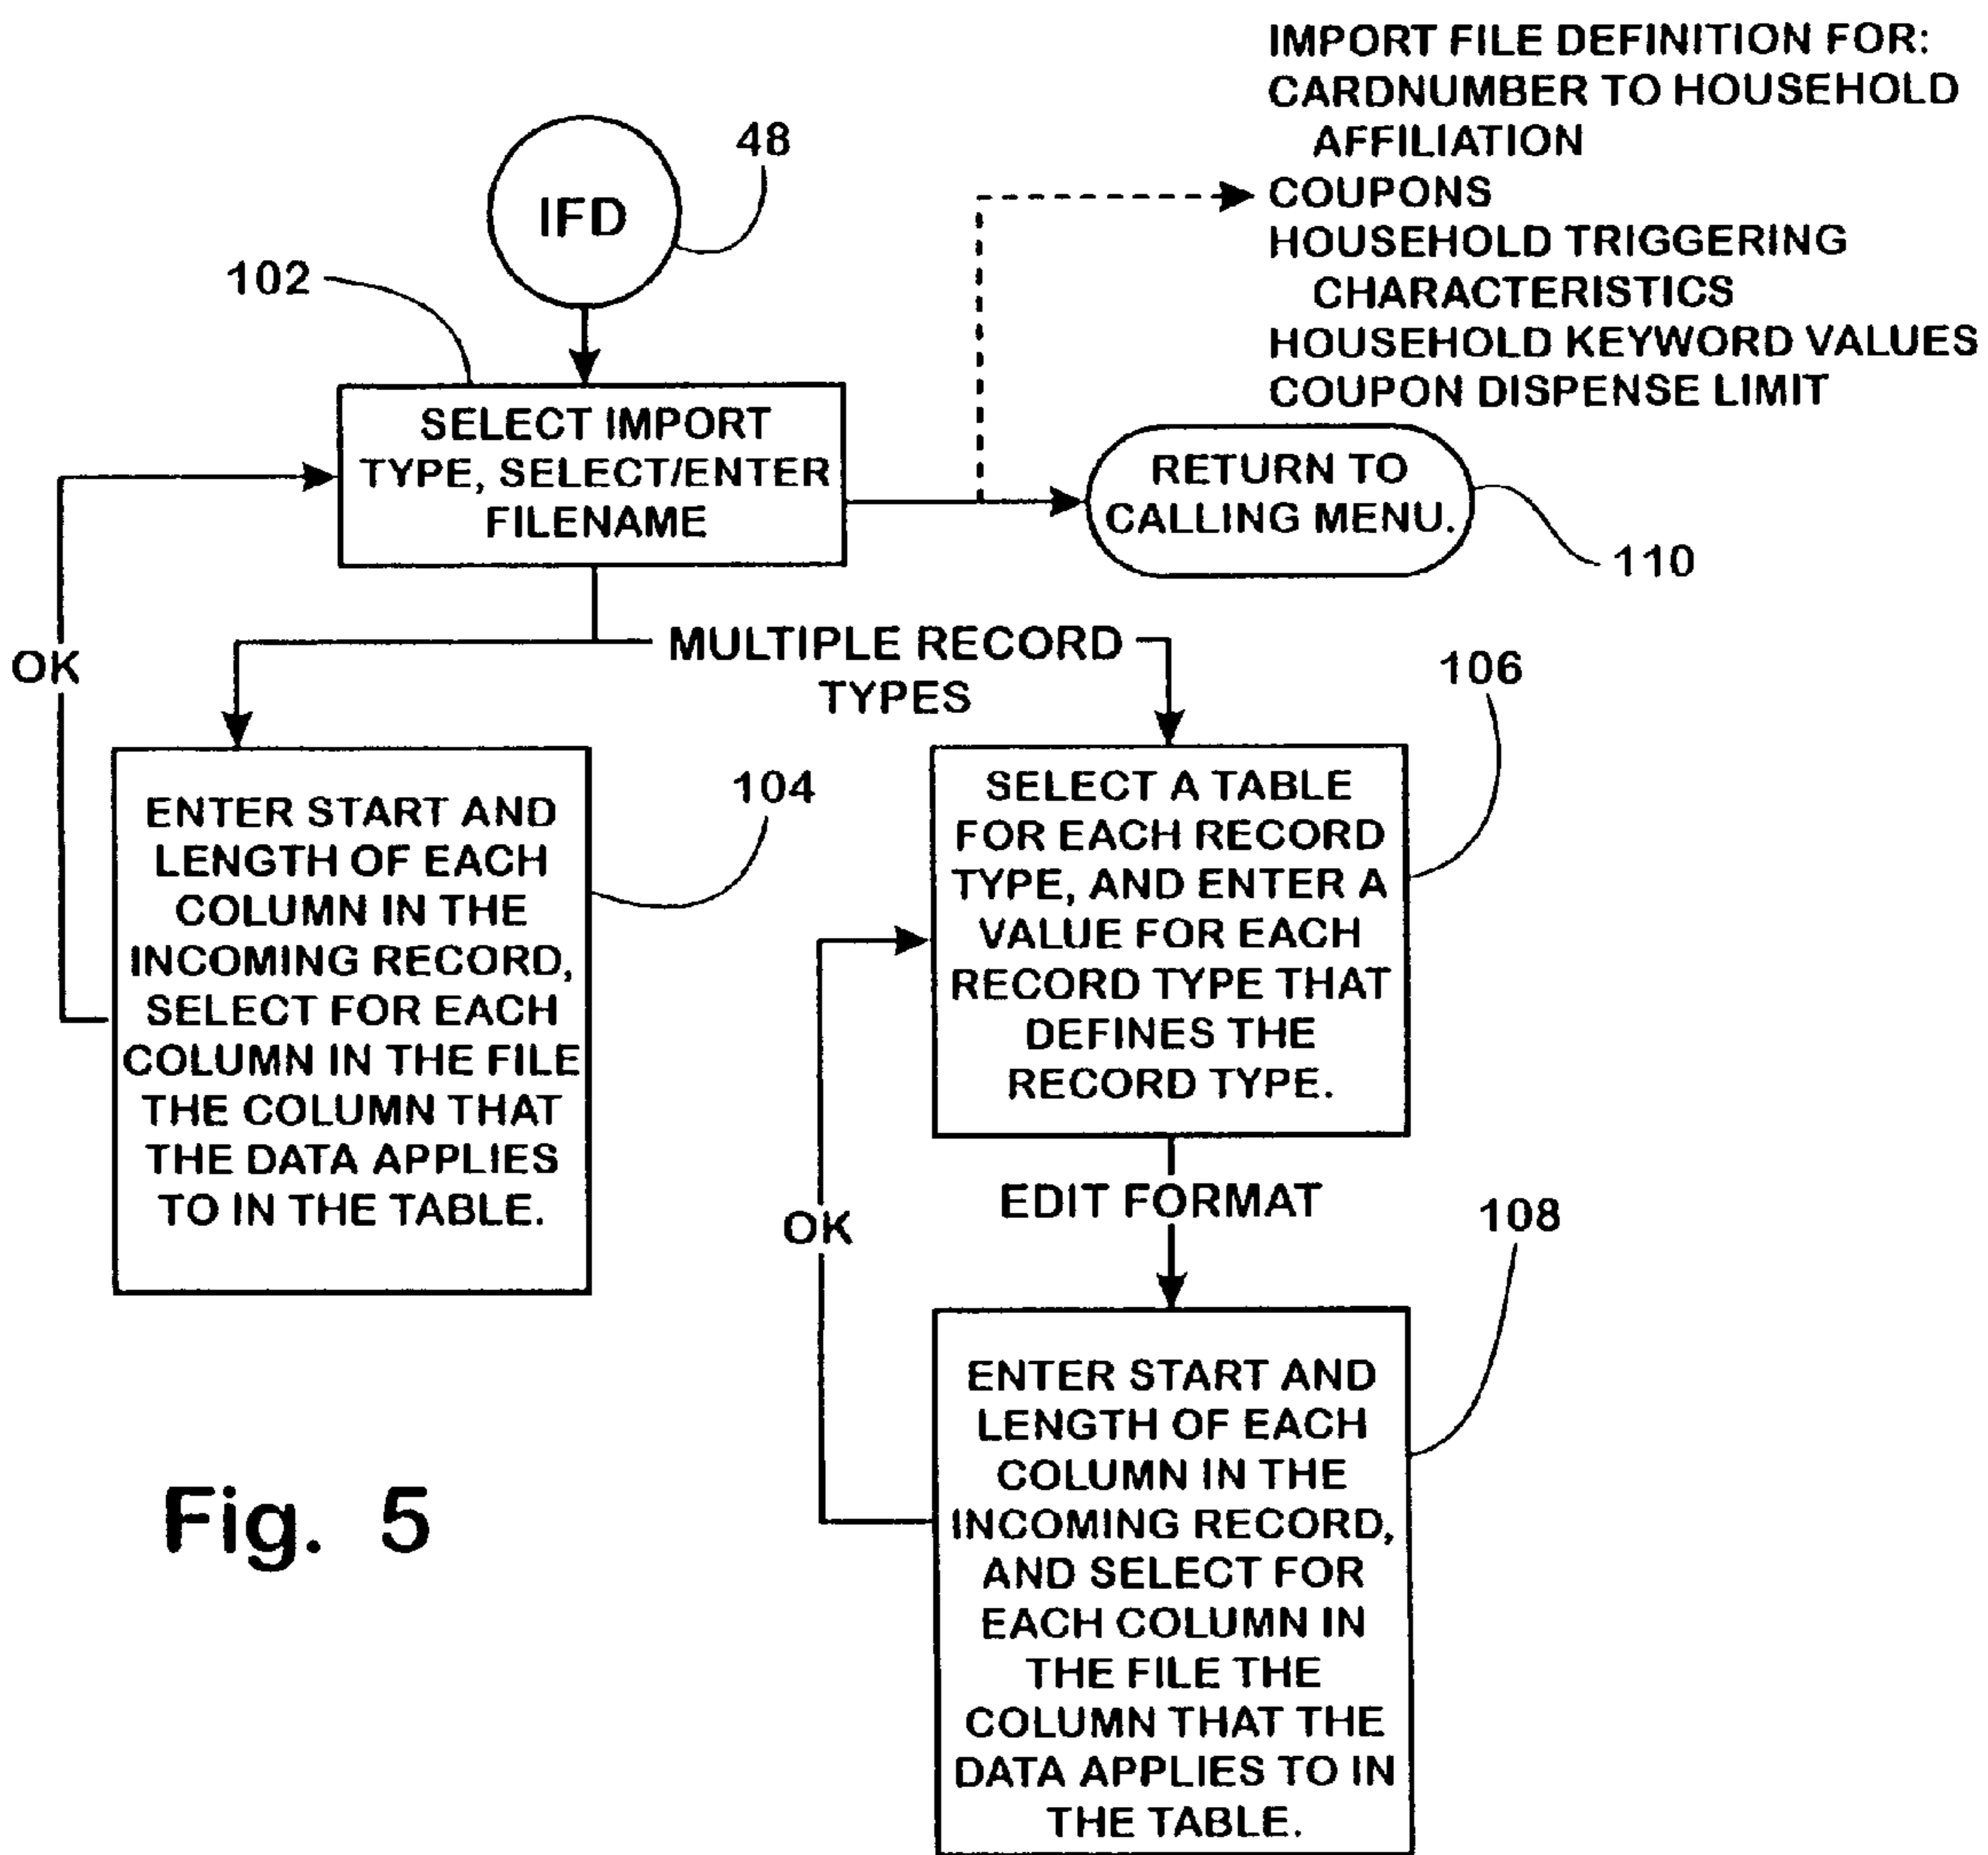 IMPORT FILE DEFINITION FOR:
CARDNUMBER TO HOUSEHOLD
AFFILIATION
COUPONS
HOUSEHOLD TRIGGERING
CHARACTERISTICS
HOUSEHOLD KEYWORD VALUES
COUPON DISPENSE LIMIT
48
IFD
102
SELECT IMPORT
TYPE, SELECT/ENTER
FILENAME
RETURN TO
CALLING MENU.
110
OK
MULTIPLE RECORD
TYPES
106
104
ENTER START AND
LENGTH OF EACH
COLUMN IN THE
INCOMING RECORD,
SELECT FOR EACH
COLUMN IN THE FILE
THE COLUMN THAT
THE DATA APPLIES
TO IN THE TABLE.
SELECT A TABLE
FOR EACH RECORD
TYPE, AND ENTER A
VALUE FOR EACH
RECORD TYPE THAT
DEFINES THE
RECORD TYPE.
EDIT FORMAT
OK
108
ENTER START AND
LENGTH OF EACH
COLUMN IN THE
INCOMING RECORD,
AND SELECT FOR
EACH COLUMN IN
THE FILE THE
COLUMN THAT THE
DATA APPLIES TO IN
THE TABLE.
Fig. 5